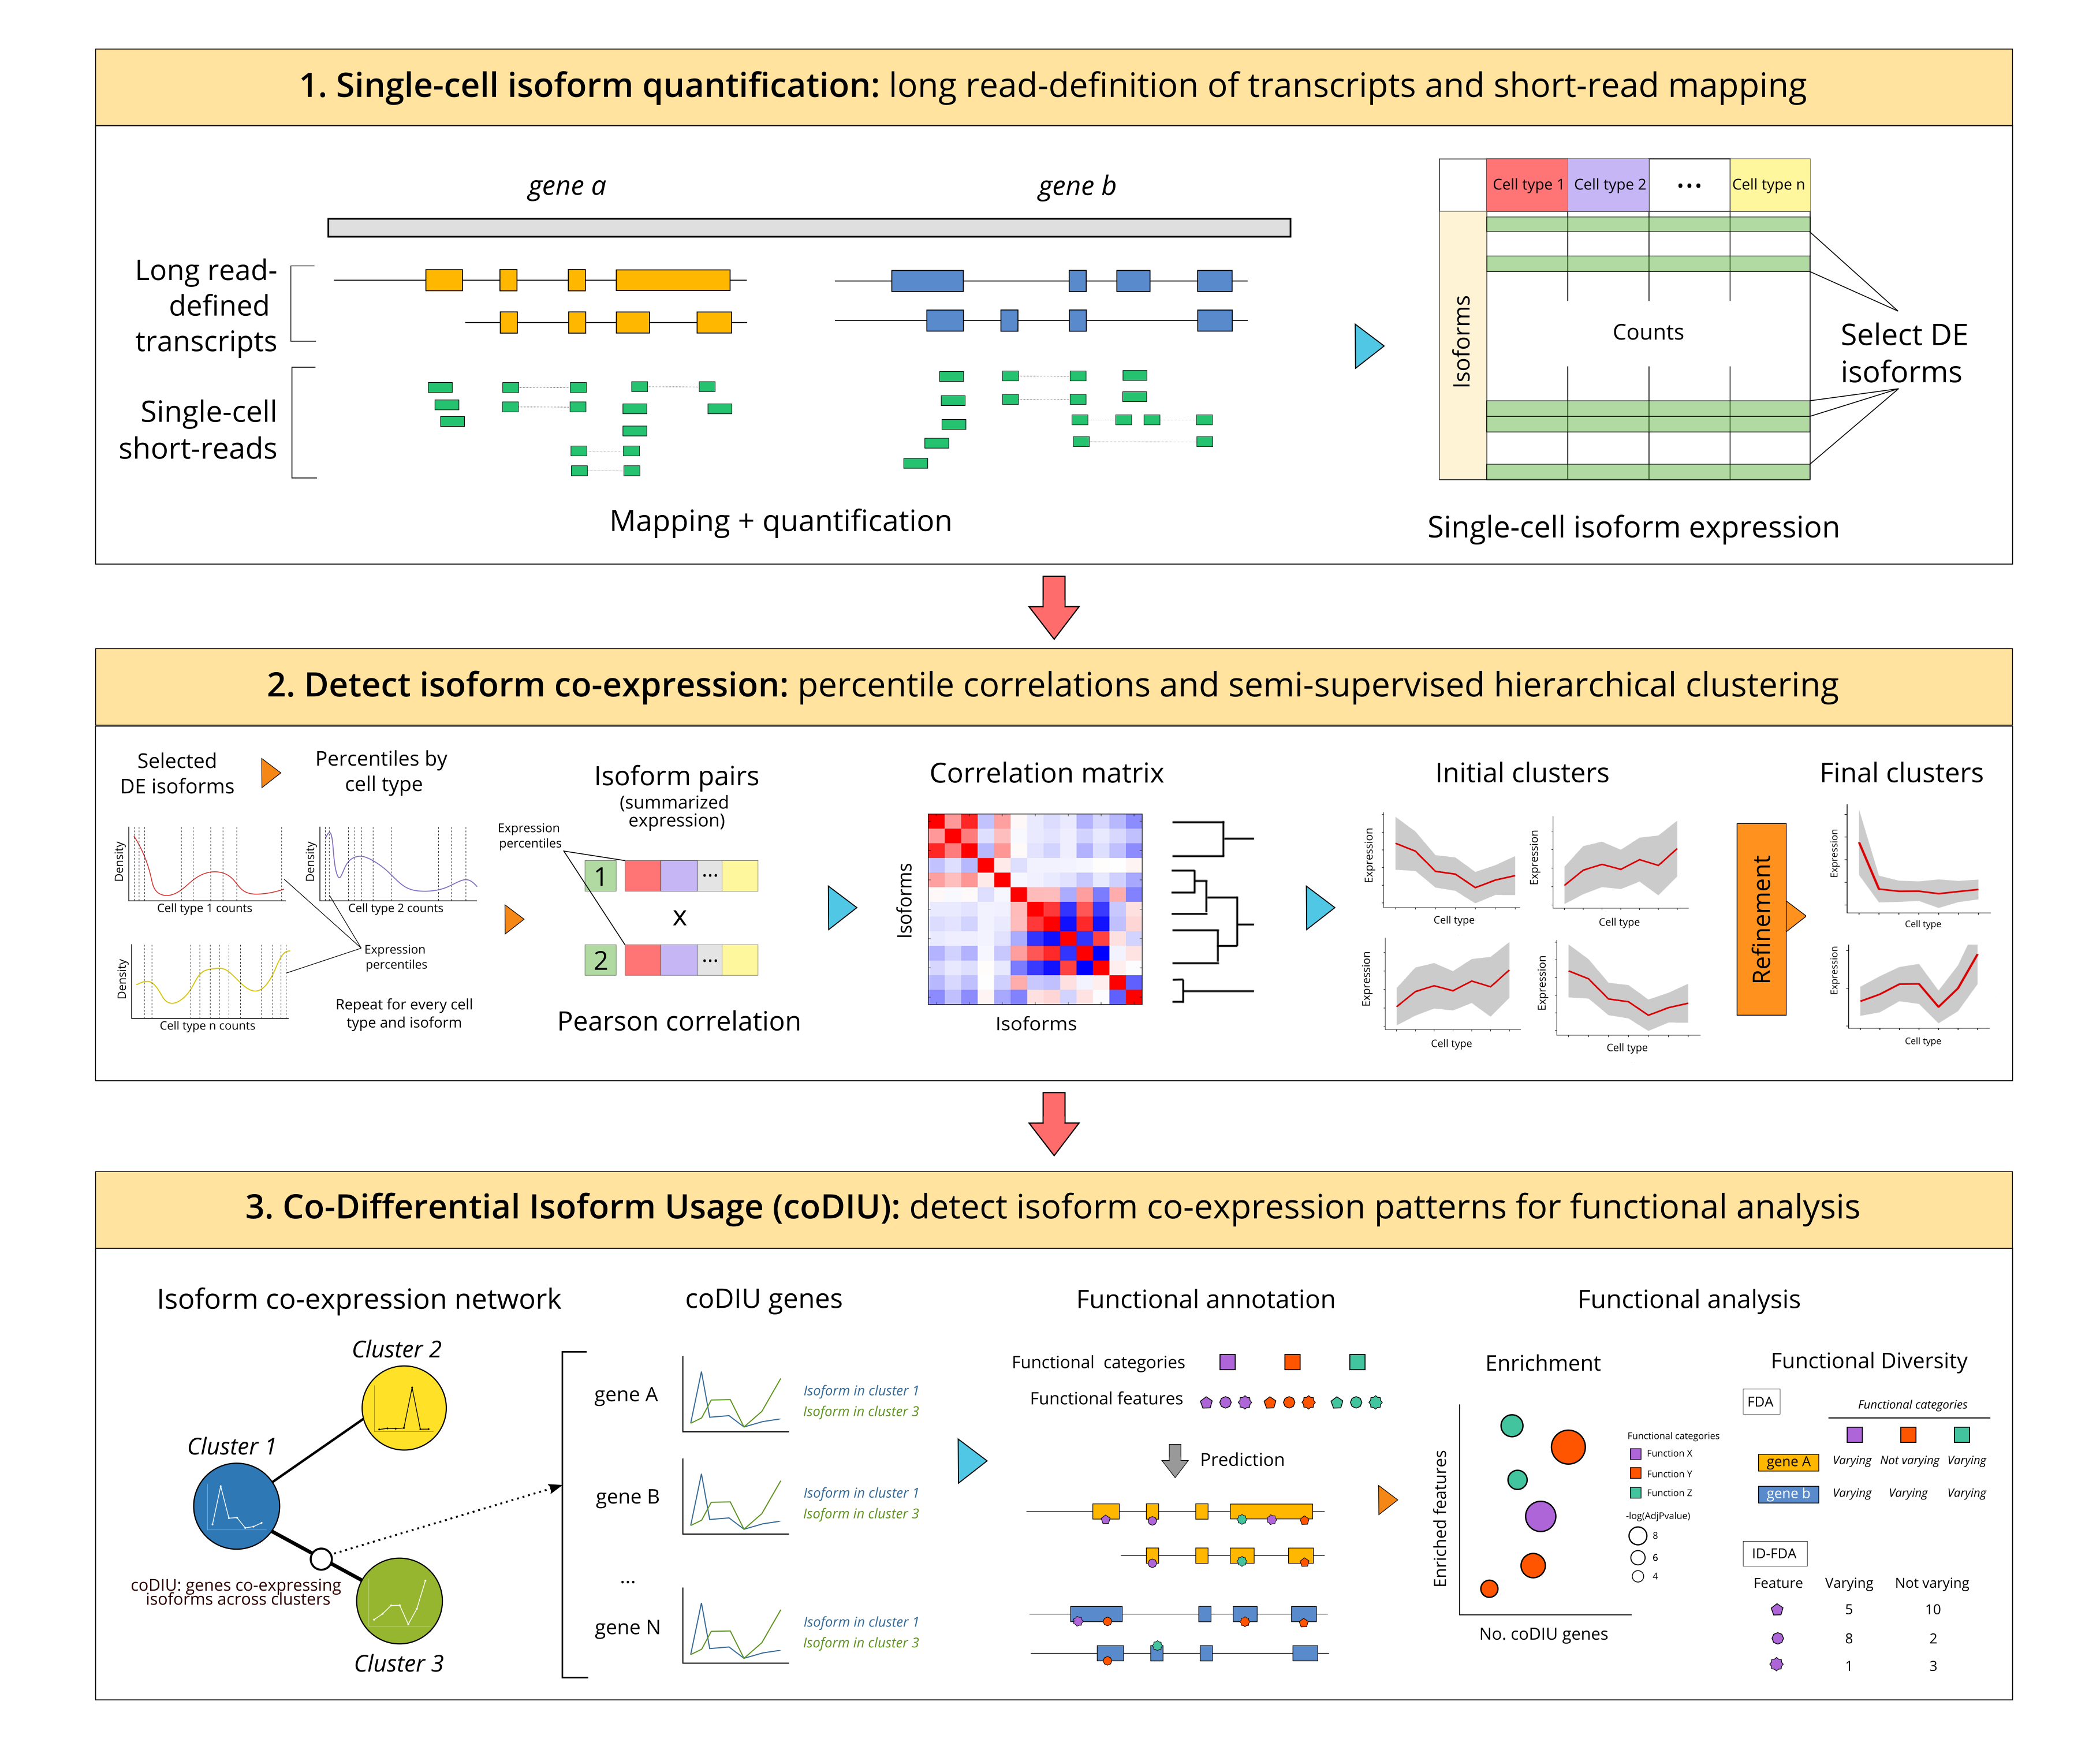 1. Single-cell isoform quantification: long read-definition of transcripts and short-read mapping
gene a
gene b
Long read-
defined
transcripts
Single-cell
short-reads
Mapping + quantification
Cell type 1
Cell type 2
...
Cell type n
Isoforms
Counts
Select DE
isoforms
Single-cell isoform expression
2. Detect isoform co-expression: percentile correlations and semi-supervised hierarchical clustering
Selected
DE isoforms
Percentiles by
cell type
Density
Cell type 1 counts
Density
Cell type 2 counts
Density
Cell type n counts
Expression
percentiles
Repeat for every cell
type and isoform
Isoform pairs
(summarized
expression)
Expression
percentiles
1
...
x
2
...
Pearson correlation
Correlation matrix
Isoforms
Isoforms
Initial clusters
Expression
Cell type
Expression
Cell type
Expression
Cell type
Expression
Cell type
Refinement
Final clusters
Expression
Cell type
Expression
Cell type
3. Co-Differential Isoform Usage (coDIU): detect isoform co-expression patterns for functional analysis
Isoform co-expression network
Cluster 2
Cluster 1
coDIU: genes co-expressing
isoforms across clusters
Cluster 3
coDIU genes
gene A
Isoform in cluster 1
Isoform in cluster 3
gene B
Isoform in cluster 1
Isoform in cluster 3
...
gene N
Isoform in cluster 1
Isoform in cluster 3
Functional annotation
Functional categories
Functional features
Prediction
Functional analysis
Enrichment
Enriched features
No. coDIU genes
Functional categories
Function X
Function Y
Function Z
-log(AdjPvalue)
8
6
4
Functional Diversity
FDA
Functional categories
gene A
Varying Not varying Varying
gene b
Varying Varying Varying
ID-FDA
Feature Varying Not varying
5 10
8 2
1 3